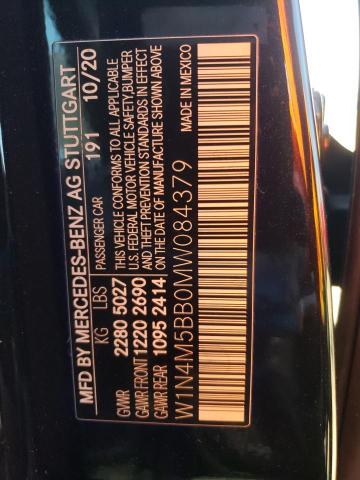 MFD BY MERCEDES-BENZ AG STUTTGART
191 10/20
PASSENGER CAR
KG LBS
GVWR 2280 5027
GAWR FRONT 1220 2690
GAWR REAR 1095 2414
THIS VEHICLE CONFORMS TO ALL APPLICABLE
U.S. FEDERAL MOTOR VEHICLE SAFETY,BUMPER
AND THEFT PREVENTION STANDARDS IN EFFECT
ON THE DATE OF MANUFACTURE SHOWN ABOVE
MADE IN MEXICO
W1N4M5BB0MW084379